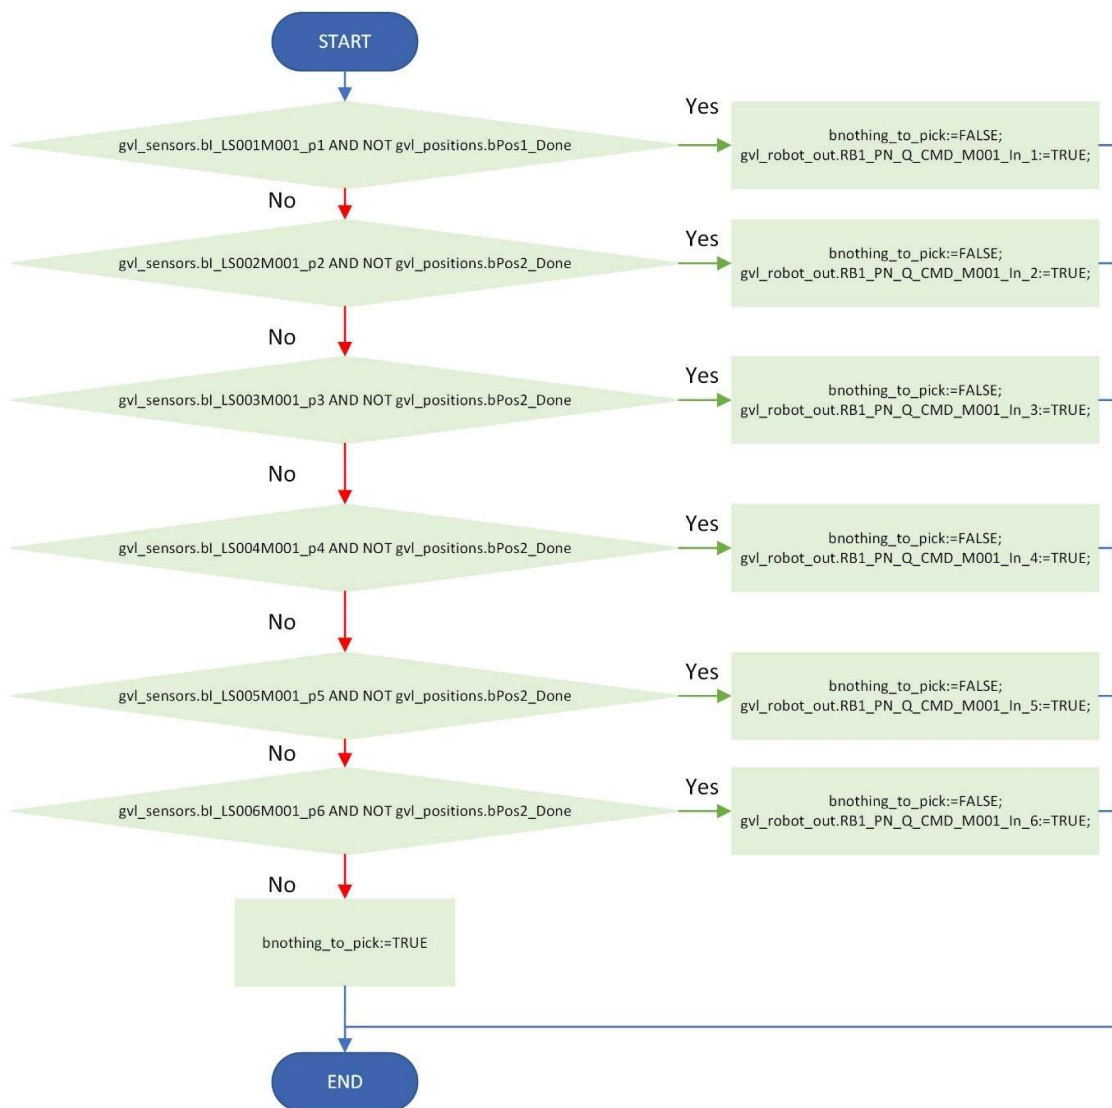 START
gvl_sensors.bI_LS001M001_p1 AND NOT gvl_positions.bPos1_Done
Yes
bnothing_to_pick:=FALSE;
gvl_robot_out.RB1_PN_Q_CMD_M001_In_1:=TRUE;
No
gvl_sensors.bI_LS002M001_p2 AND NOT gvl_positions.bPos2_Done
Yes
bnothing_to_pick:=FALSE;
gvl_robot_out.RB1_PN_Q_CMD_M001_In_2:=TRUE;
No
gvl_sensors.bI_LS003M001_p3 AND NOT gvl_positions.bPos2_Done
Yes
bnothing_to_pick:=FALSE;
gvl_robot_out.RB1_PN_Q_CMD_M001_In_3:=TRUE;
No
gvl_sensors.bI_LS004M001_p4 AND NOT gvl_positions.bPos2_Done
Yes
bnothing_to_pick:=FALSE;
gvl_robot_out.RB1_PN_Q_CMD_M001_In_4:=TRUE;
No
gvl_sensors.bI_LS005M001_p5 AND NOT gvl_positions.bPos2_Done
Yes
bnothing_to_pick:=FALSE;
gvl_robot_out.RB1_PN_Q_CMD_M001_In_5:=TRUE;
No
gvl_sensors.bI_LS006M001_p6 AND NOT gvl_positions.bPos2_Done
Yes
bnothing_to_pick:=FALSE;
gvl_robot_out.RB1_PN_Q_CMD_M001_In_6:=TRUE;
No
bnothing_to_pick:=TRUE
END